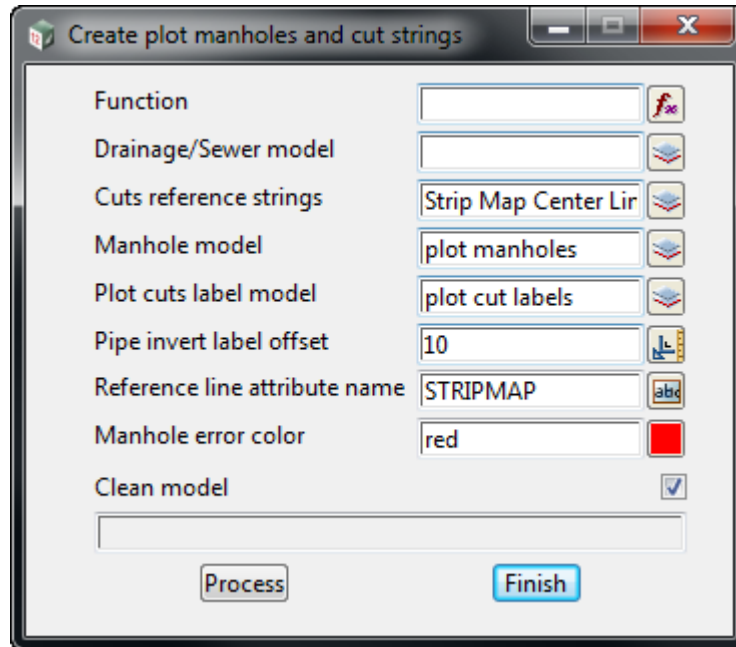 Create plot manholes and cut strings
Function
Drainage/Sewer model
Cuts reference strings Strip Map Center Lin
Manhole model plot manholes
Plot cuts label model plot cut labels
Pipe invert label offset 10
Reference line attribute name STRIPMAP abc
Manhole error color red
Clean model
Process Finish